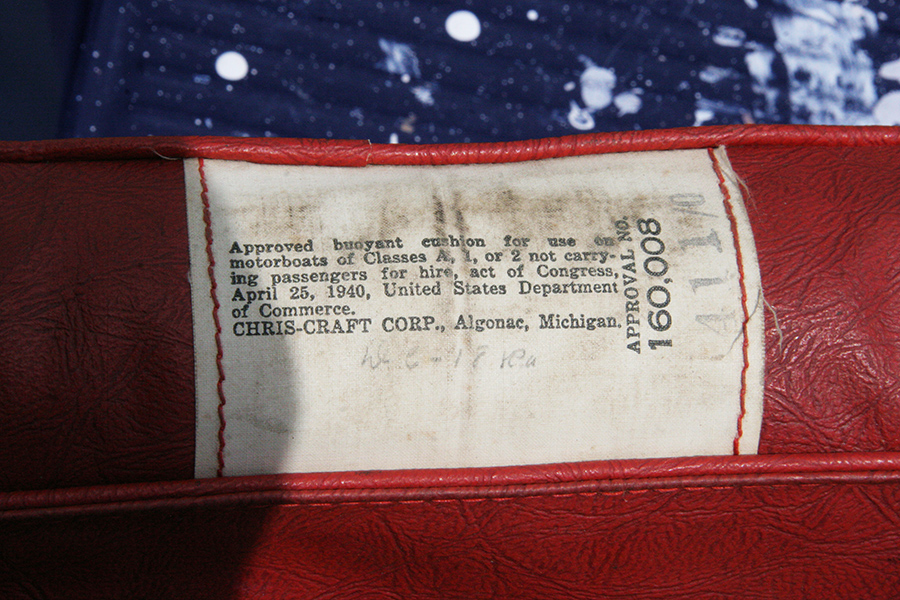 Approved buoyant cushion for use on
motorboats of Classes A, 1, or 2 not carry-
ing passengers for hire, act of Congress,
April 25, 1940, United States Department
of Commerce.
CHRIS-CRAFT CORP., Algonac, Michigan.
APPROVAL NO.
160,008